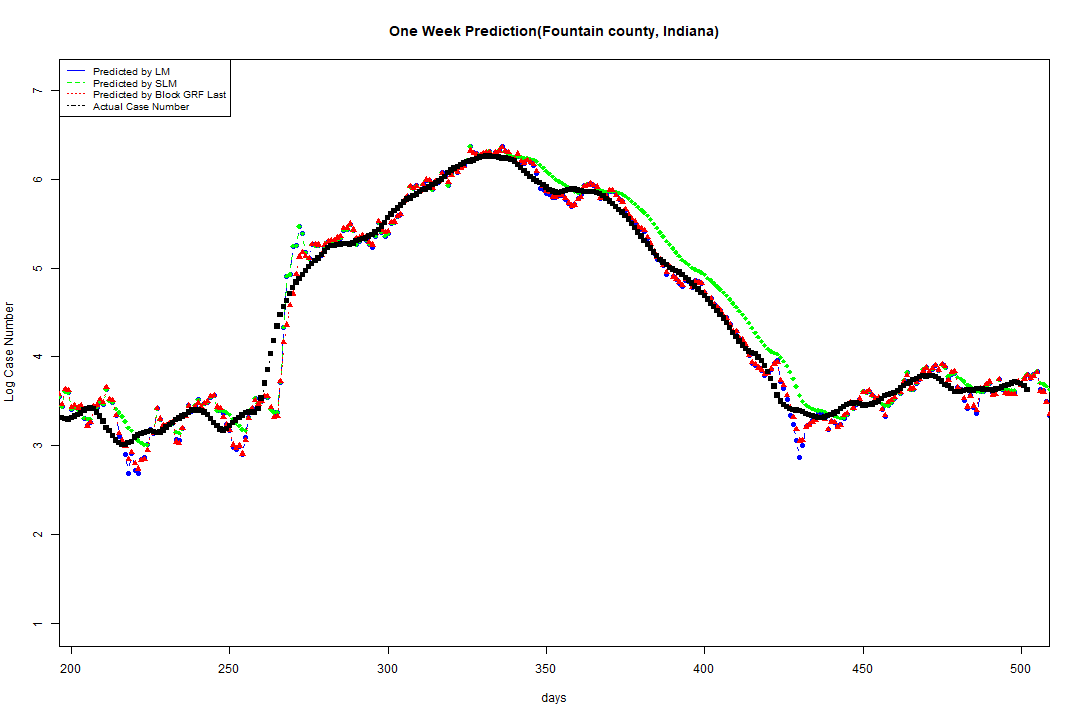 One Week Prediction(Fountain county, Indiana)
Predicted by LM
Predicted by SLM
Predicted by Block GRF Last
Actual Case Number
7
6
5
4
3
2
1
Log Case Number
200 250 300 350 400 450 500
days